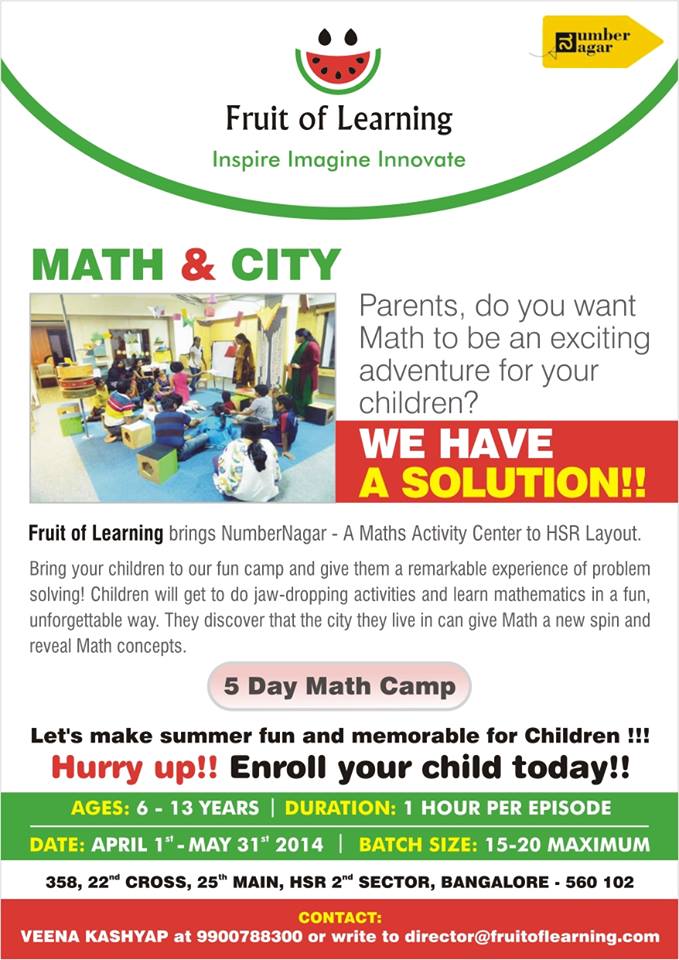 ನumber
ನagar
Fruit of Learning
Inspire Imagine Innovate
MATH & CITY
Parents, do you want
Math to be an exciting
adventure for your
children?
WE HAVE
A SOLUTION!!
Fruit of Learning brings NumberNagar - A Maths Activity Center to HSR Layout.
Bring your children to our fun camp and give them a remarkable experience of problem
solving! Children will get to do jaw-dropping activities and learn mathematics in a fun,
unforgettable way. They discover that the city they live in can give Math a new spin and
reveal Math concepts.
5 Day Math Camp
Let's make summer fun and memorable for Children !!!
Hurry up!! Enroll your child today!!
AGES: 6 - 13 YEARS | DURATION: 1 HOUR PER EPISODE
DATE: APRIL 1st - MAY 31st 2014 | BATCH SIZE: 15-20 MAXIMUM
358, 22nd CROSS, 25th MAIN, HSR 2nd SECTOR, BANGALORE - 560 102
CONTACT:
VEENA KASHYAP at 9900788300 or write to director@fruitoflearning.com